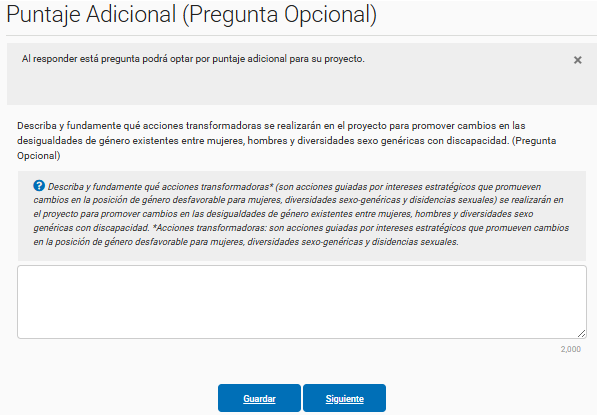 Puntaje Adicional (Pregunta Opcional)
Al responder está pregunta podrá optar por puntaje adicional para su proyecto.
×
Describa y fundamente qué acciones transformadoras se realizarán en el proyecto para promover cambios en las
desigualdades de género existentes entre mujeres, hombres y diversidades sexo genéricas con discapacidad. (Pregunta
Opcional)
? Describa y fundamente qué acciones transformadoras* (son acciones guiadas por intereses estratégicos que promueven
cambios en la posición de género desfavorable para mujeres, diversidades sexo-genéricas y disidencias sexuales) se realizarán en
el proyecto para promover cambios en las desigualdades de género existentes entre mujeres, hombres y diversidades sexo
genéricas con discapacidad. *Acciones transformadoras: son acciones guiadas por intereses estratégicos que promueven cambios
en la posición de género desfavorable para mujeres, diversidades sexo-genéricas y disidencias sexuales.
2,000
Guardar Siguiente